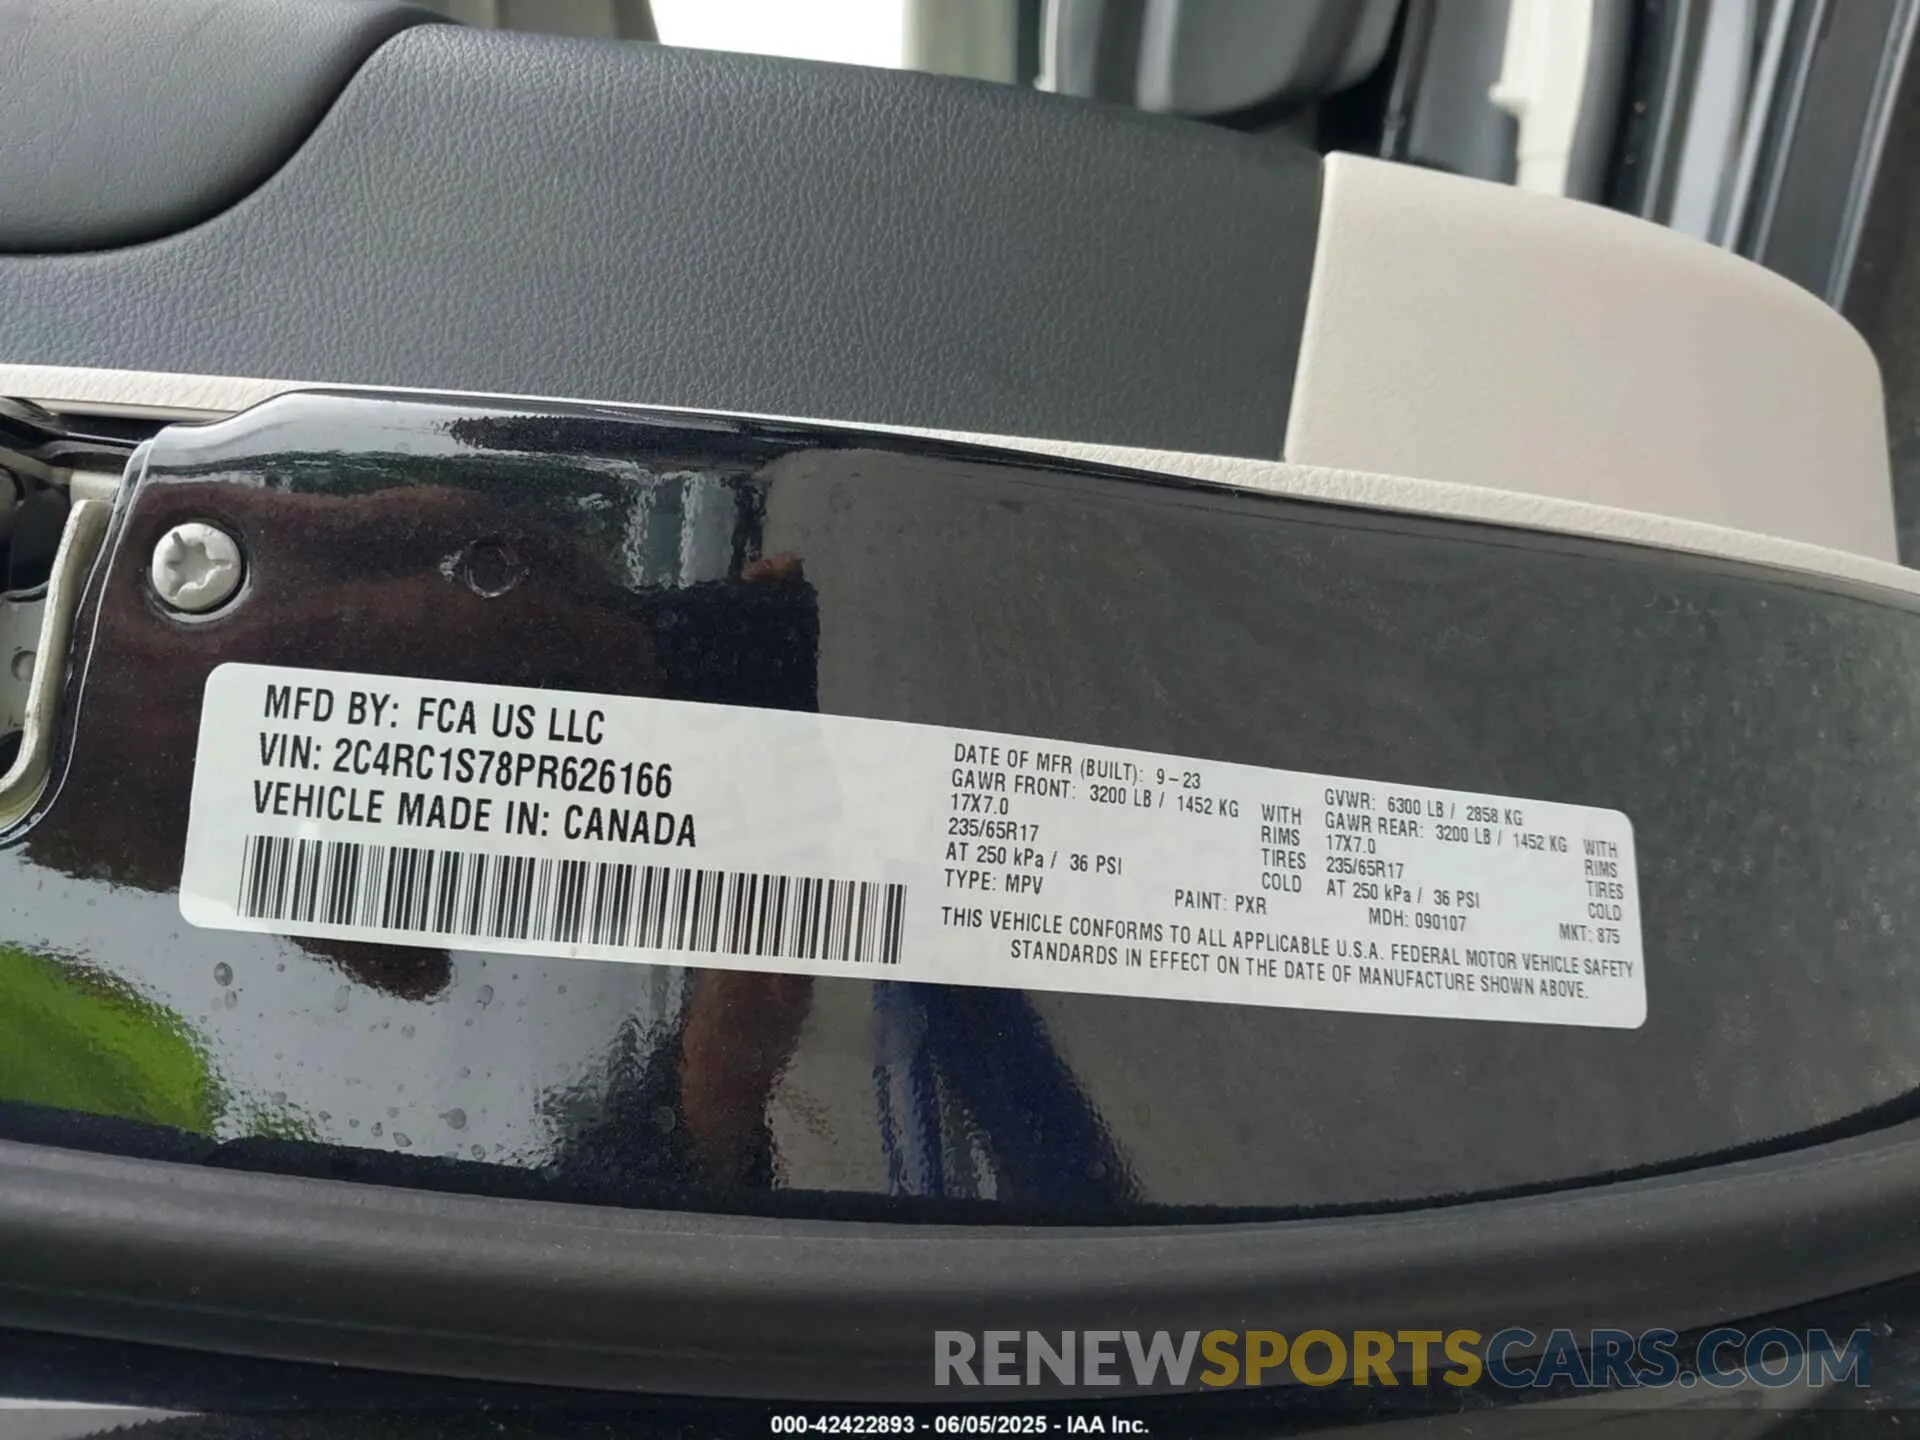 MFD BY: FCA US LLC
VIN: 2C4RC1S78PR626166
VEHICLE MADE IN: CANADA
DATE OF MFR (BUILT): 9-23
GAWR FRONT: 3200 LB / 1452 KG WITH
17X7.0 RIMS
235/65R17 TIRES
AT 250 kPa / 36 PSI COLD
TYPE: MPV
PAINT: PXR
GVWR: 6300 LB / 2858 KG
GAWR REAR: 3200 LB / 1452 KG WITH
17X7.0 RIMS
235/65R17 TIRES
AT 250 kPa / 36 PSI COLD
MDH: 090107
MKT: 875
THIS VEHICLE CONFORMS TO ALL APPLICABLE U.S.A. FEDERAL MOTOR VEHICLE SAFETY
STANDARDS IN EFFECT ON THE DATE OF MANUFACTURE SHOWN ABOVE.
RENEWSPORTSCARS.COM
000-42422893 - 06/05/2025 - IAA Inc.